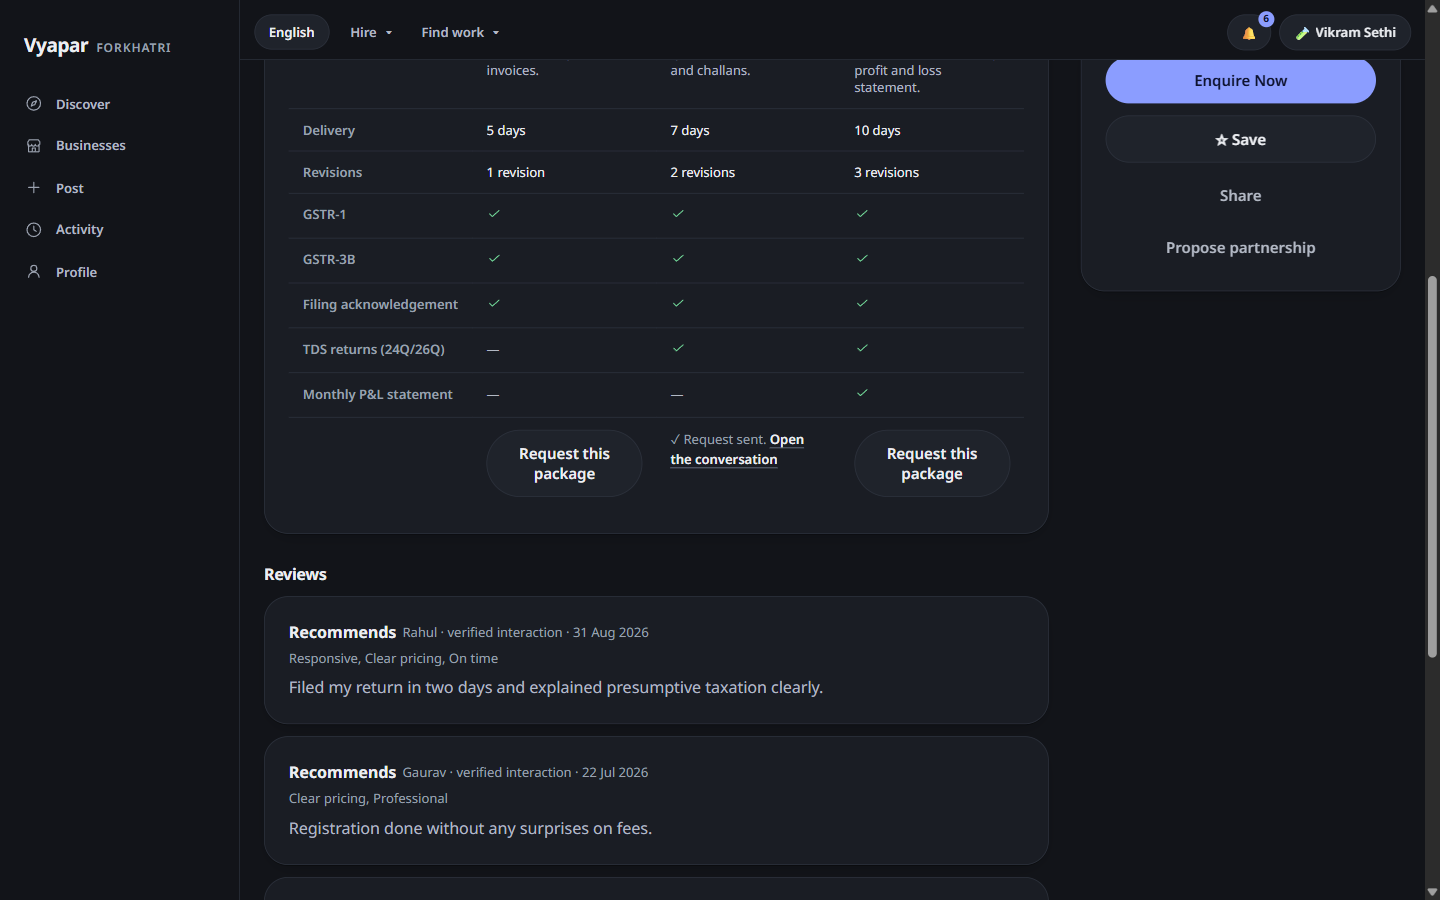 Vyapar FORKHATRI
English Hire Find work
6
Vikram Sethi
Discover
Businesses
Post
Activity
Profile
invoices. and challans. profit and loss
statement.
Delivery 5 days 7 days 10 days
Revisions 1 revision 2 revisions 3 revisions
GSTR-1 ✓ ✓ ✓
GSTR-3B ✓ ✓ ✓
Filing acknowledgement ✓ ✓ ✓
TDS returns (24Q/26Q) — ✓ ✓
Monthly P&L statement — — ✓
Request this
package
✓ Request sent. Open
the conversation
Request this
package
Enquire Now
☆ Save
Share
Propose partnership
Reviews
Recommends Rahul · verified interaction · 31 Aug 2026
Responsive, Clear pricing, On time
Filed my return in two days and explained presumptive taxation clearly.
Recommends Gaurav · verified interaction · 22 Jul 2026
Clear pricing, Professional
Registration done without any surprises on fees.